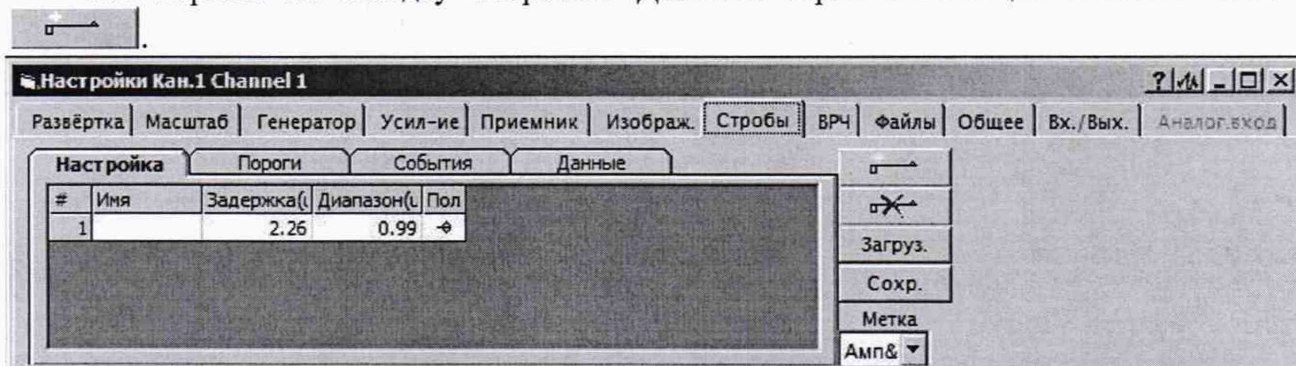 .
Настройки Кан.1 Channel 1
Развёртка Масштаб Генератор Усил-ие Приемник Изображ. Стробы ВРЧ Файлы Общее Вх./Вых. Аналог.вход
Настройка Пороги События Данные
# Имя Задержка( Диапазон( Пол
1 2.26 0.99
Загруз.
Сохр.
Метка
Амп&